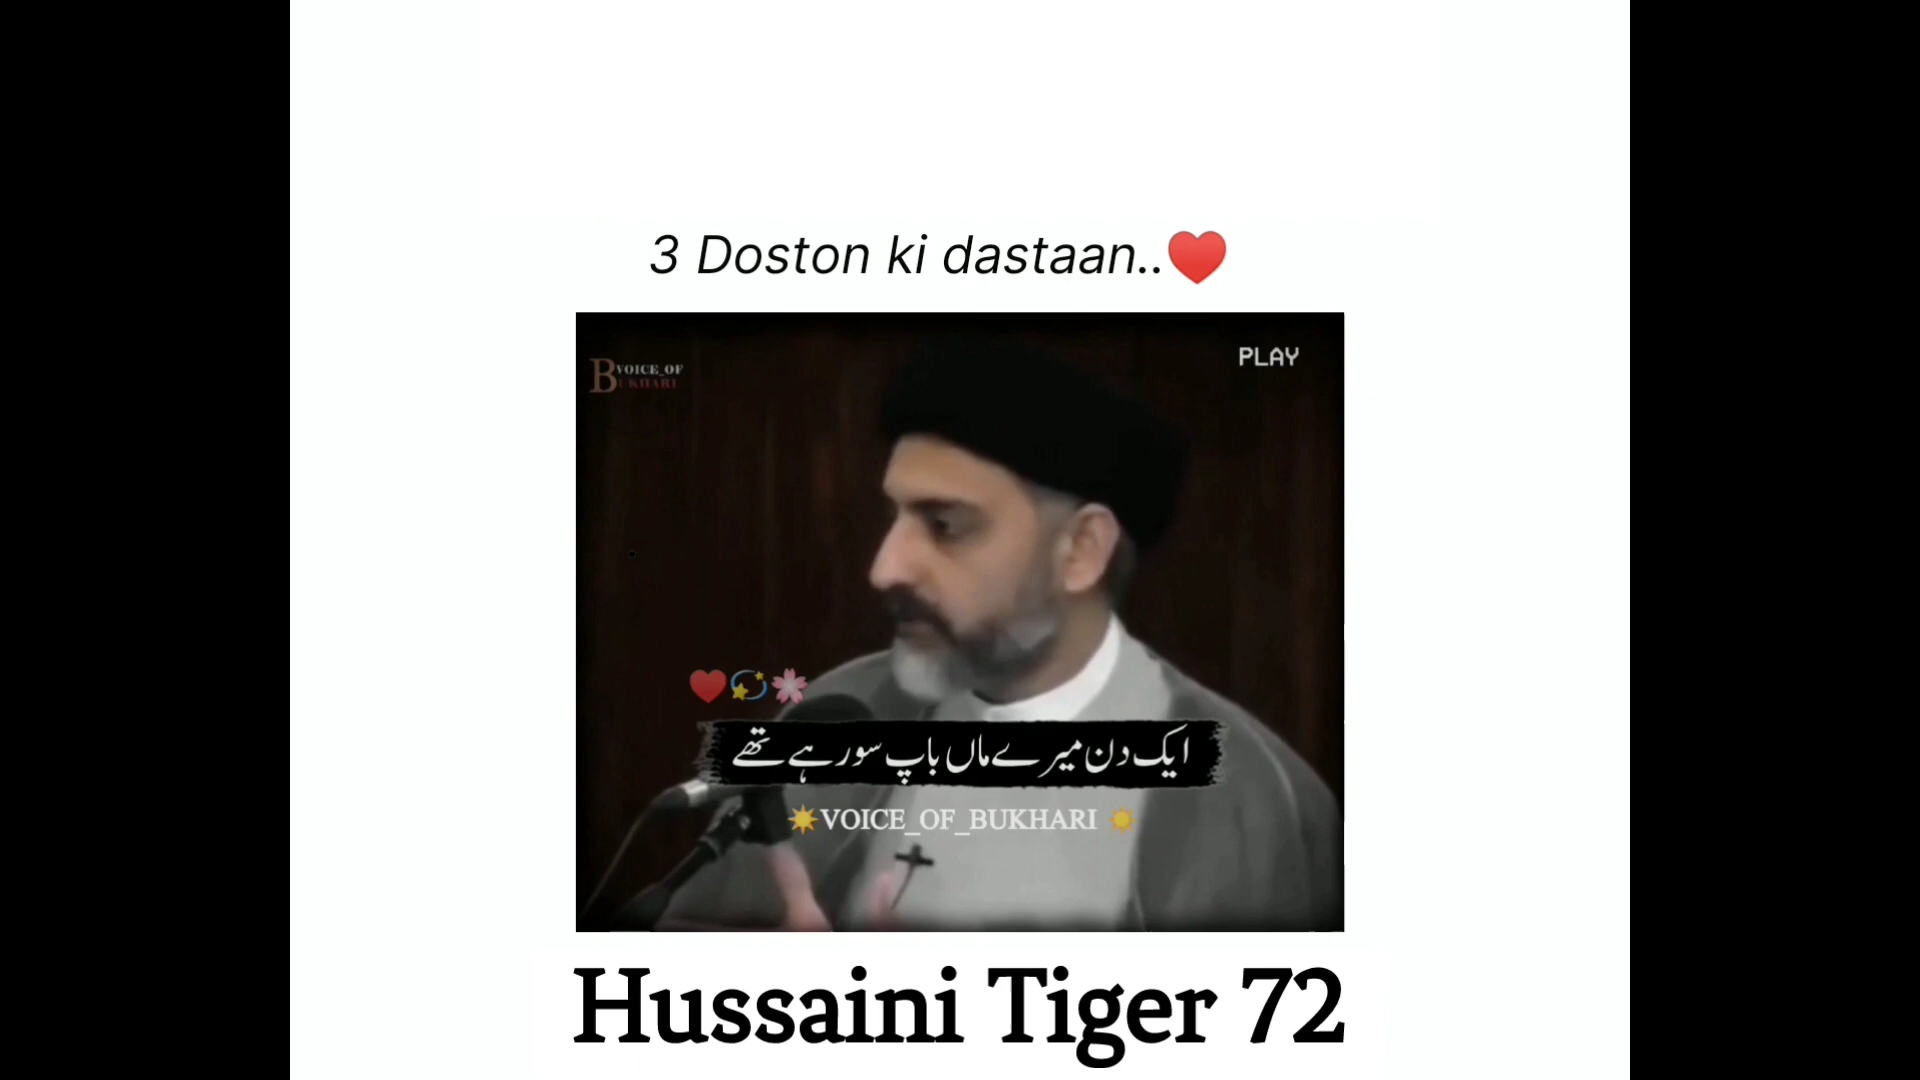 3 Doston ki dastaan..♥️
VOICE_OF
BUKHARI
PLAY
♥️💫🌸
ایک دن میرے ماں باپ سو رہے تھے
☀️VOICE_OF_BUKHARI ☀️
Hussaini Tiger 72